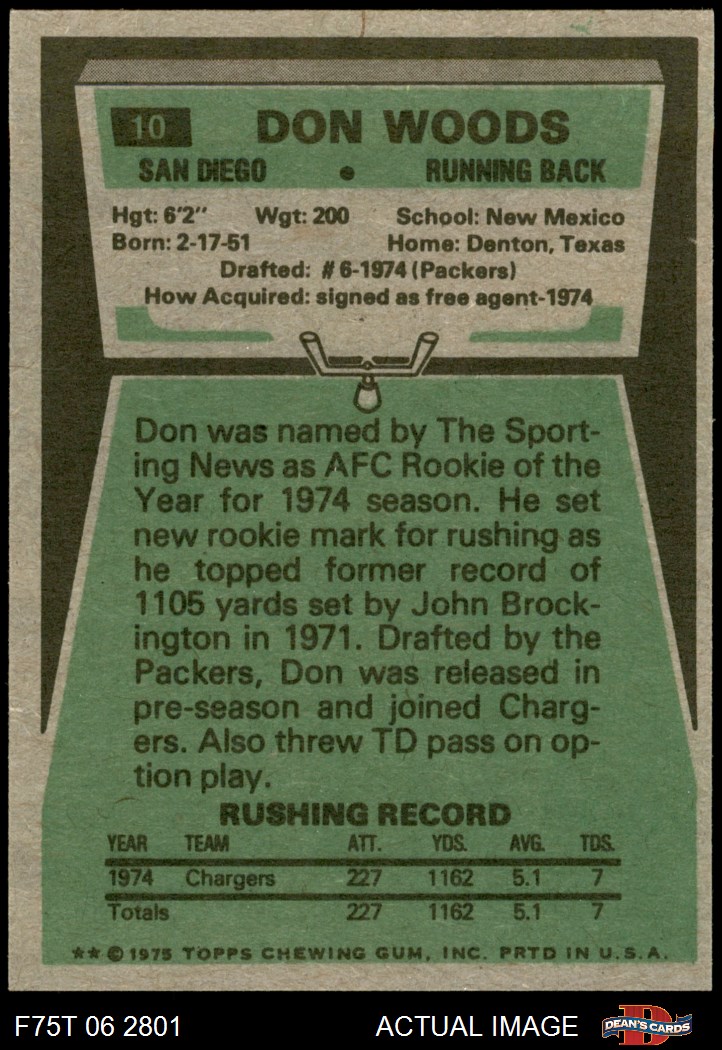 10 DON WOODS
SAN DIEGO • RUNNING BACK
Hgt: 6'2" Wgt: 200 School: New Mexico
Born: 2-17-51 Home: Denton, Texas
Drafted: #6-1974 (Packers)
How Acquired: signed as free agent-1974
Don was named by The Sport-
ing News as AFC Rookie of the
Year for 1974 season. He set
new rookie mark for rushing as
he topped former record of
1105 yards set by John Brock-
ington in 1971. Drafted by the
Packers, Don was released in
pre-season and joined Charg-
ers. Also threw TD pass on op-
tion play.
RUSHING RECORD
YEAR TEAM ATT. YDS. AVG. TDS.
1974 Chargers 227 1162 5.1 7
Totals 227 1162 5.1 7
** © 1975 TOPPS CHEWING GUM, INC. PRTD IN U.S.A.
F75T 06 2801 ACTUAL IMAGE D DEAN'S CARDS